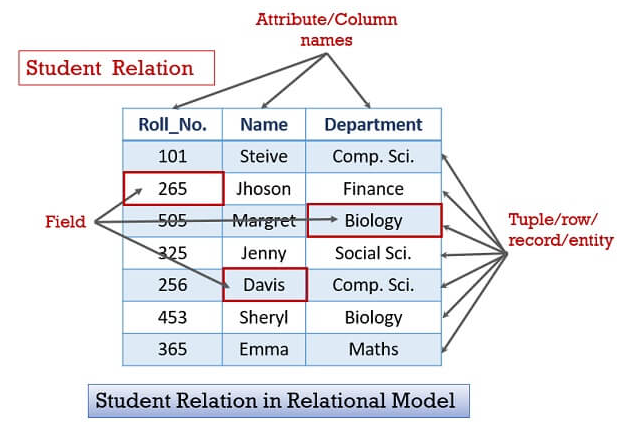 Attribute/Column
names
Student Relation
Roll_No. Name Department
101 Steive Comp. Sci.
265 Jhoson Finance
Field
505 Margret Biology
Tuple/row/
record/entity
325 Jenny Social Sci.
256 Davis Comp. Sci.
453 Sheryl Biology
365 Emma Maths
Student Relation in Relational Model